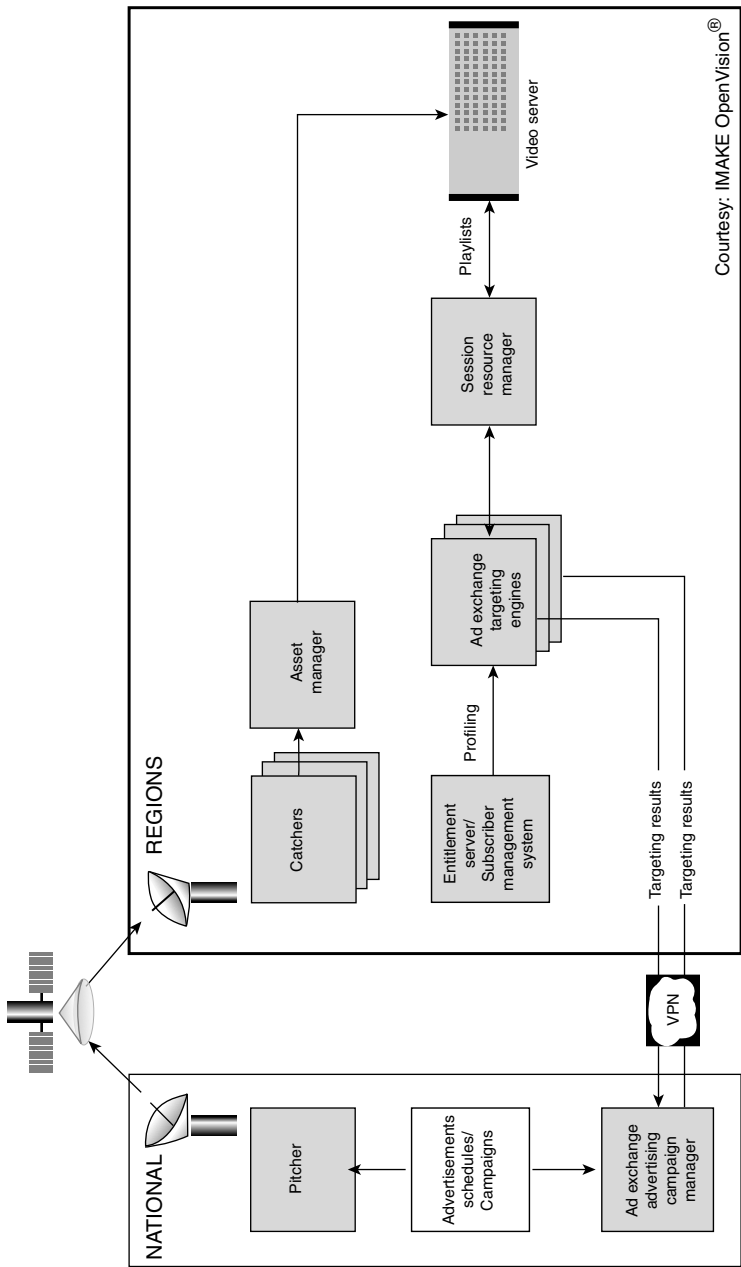 NATIONAL
Pitcher
Advertisements
schedules/
Campaigns
Ad exchange
advertising
campaign
manager
VPN
REGIONS
Catchers
Asset
manager
Entitlement
server/
Subscriber
management
system
Profiling
Ad exchange
targeting
engines
Session
resource
manager
Playlists
Video server
Targeting results
Targeting results
Courtesy: IMAKE OpenVision®